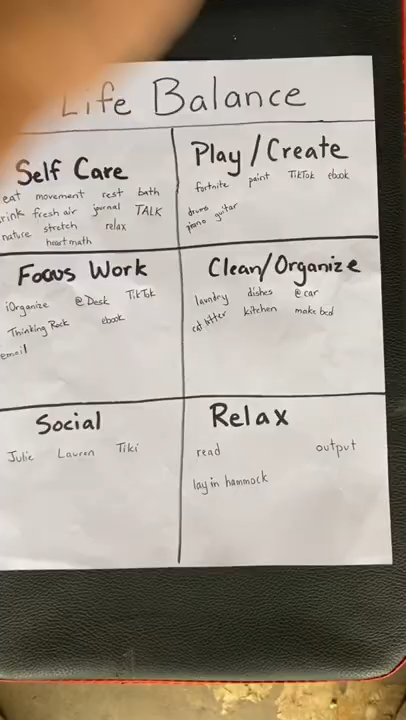 Life Balance
Self Care
eat movement rest bath
fresh air journal TALK
nature stretch relax
heart math
Play/Create
fortnite paint TikTok ebook
drums
piano guitar
Focus Work
iOrganize @Desk TikTok
Thinking Rock ebook
email
Clean/Organize
laundry dishes @car
cat litter kitchen make bed
Social
Julie Lauren Tiki
Relax
read output
lay in hammock